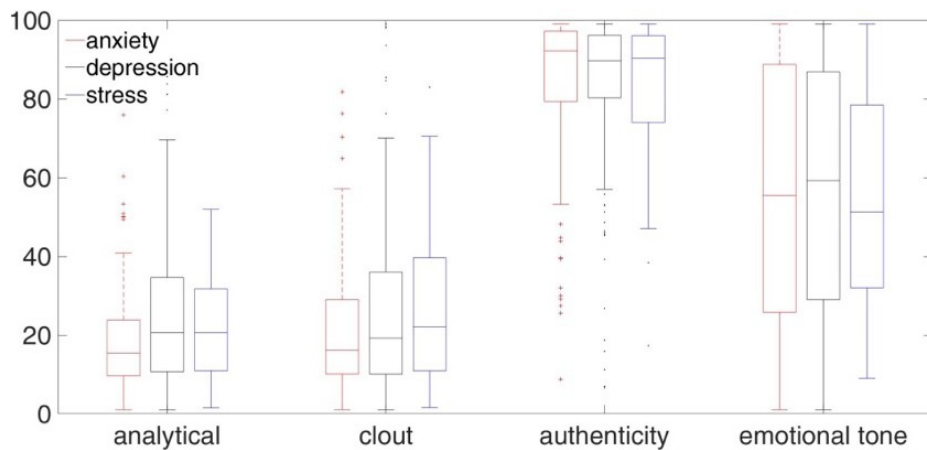 100
80
60
40
20
0
anxiety
depression
stress
analytical
clout
authenticity
emotional tone